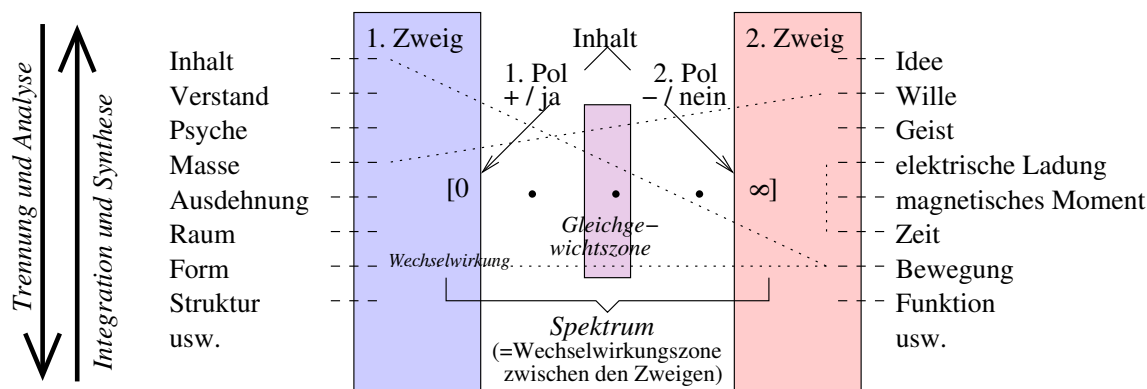 Trennung und Analyse
Integration und Synthese
Inhalt
Verstand
Psyche
Masse
Ausdehnung
Raum
Form
Struktur
usw.
1. Zweig
Inhalt
2. Zweig
1. Pol
+ / ja
2. Pol
− / nein
[0
• • •
∞]
Gleichge-
wichtszone
Wechselwirkung
Spektrum
(=Wechselwirkungszone
zwischen den Zweigen)
Idee
Wille
Geist
elektrische Ladung
magnetisches Moment
Zeit
Bewegung
Funktion
usw.